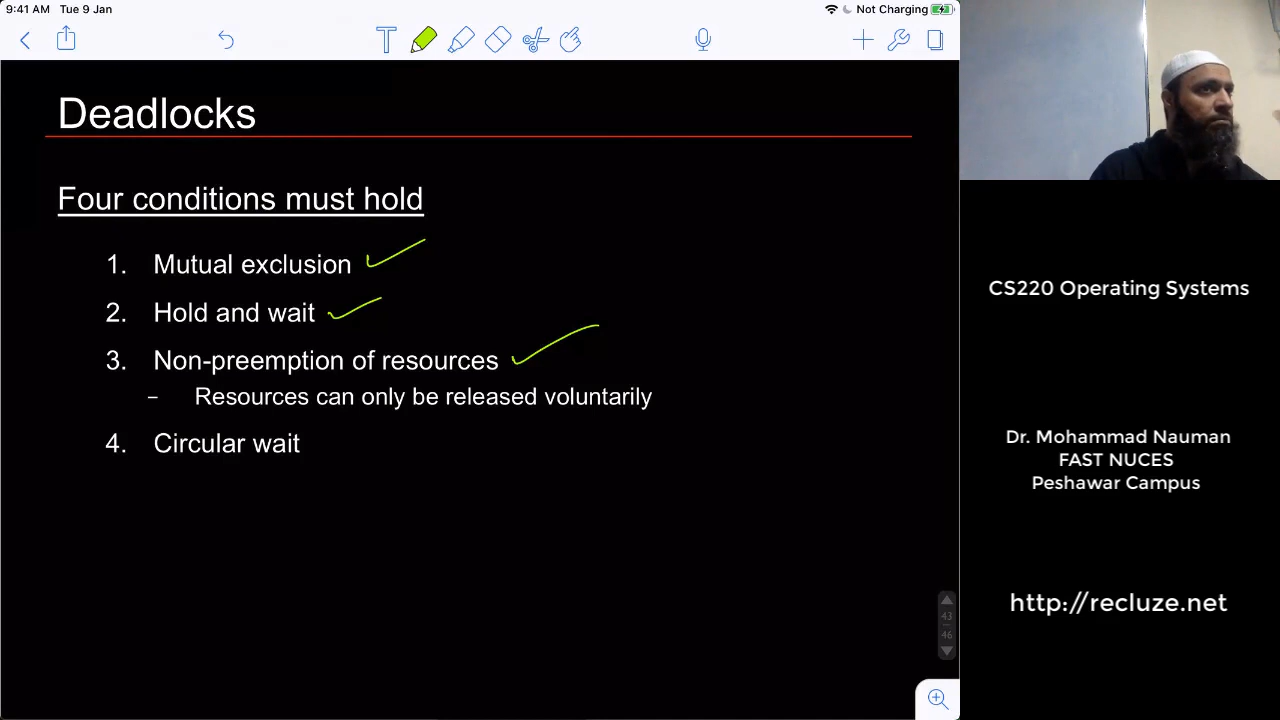 9:41 AM Tue 9 Jan
Not Charging
T
Deadlocks
Four conditions must hold
1. Mutual exclusion
2. Hold and wait
3. Non-preemption of resources
– Resources can only be released voluntarily
4. Circular wait
43
46
CS220 Operating Systems
Dr. Mohammad Nauman
FAST NUCES
Peshawar Campus
http://recluze.net